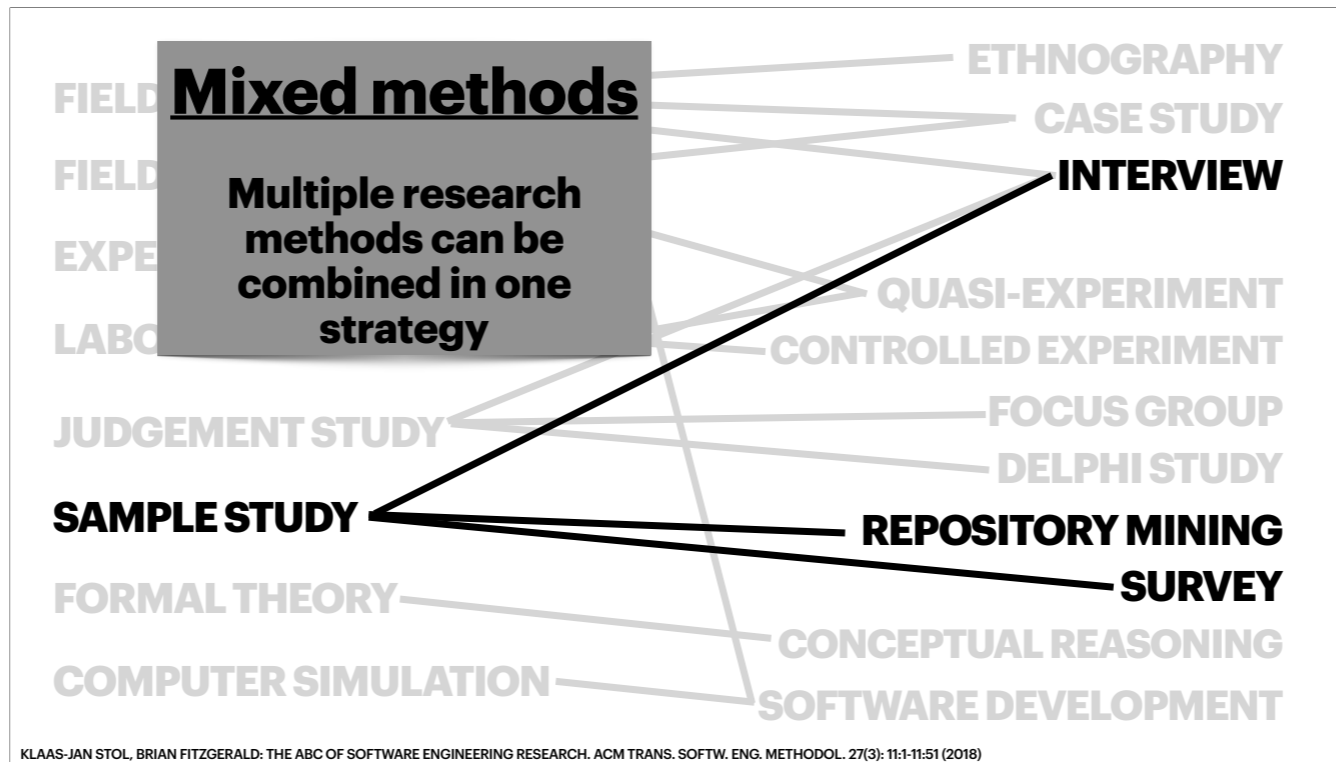 Mixed methods
Multiple research
methods can be
combined in one
strategy
FIELD
FIELD
EXPE
LABO
JUDGEMENT STUDY
SAMPLE STUDY
FORMAL THEORY
COMPUTER SIMULATION
ETHNOGRAPHY
CASE STUDY
INTERVIEW
QUASI-EXPERIMENT
CONTROLLED EXPERIMENT
FOCUS GROUP
DELPHI STUDY
REPOSITORY MINING
SURVEY
CONCEPTUAL REASONING
SOFTWARE DEVELOPMENT
KLAAS-JAN STOL, BRIAN FITZGERALD: THE ABC OF SOFTWARE ENGINEERING RESEARCH. ACM TRANS. SOFTW. ENG. METHODOL. 27(3): 11:1-11:51 (2018)